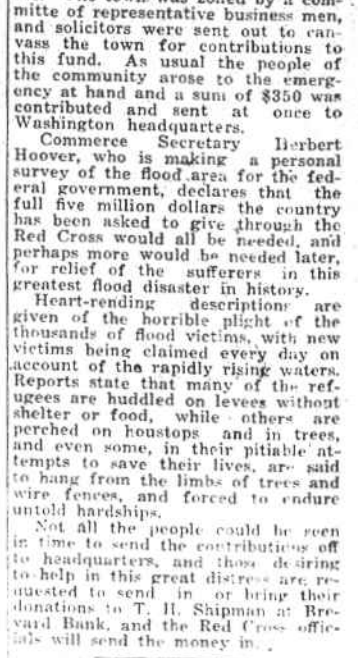 mitte of representative business men,
and solicitors were sent out to can-
vass the town for contributions to
this fund. As usual the people of
the community arose to the emerg-
ency at hand and a sum of $350 was
contributed and sent at once to
Washington headquarters.
Commerce Secretary Herbert
Hoover, who is making a personal
survey of the flood area for the fed-
eral government, declares that the
full five million dollars the country
has been asked to give through the
Red Cross would all be needed, and
perhaps more would be needed later,
for relief of the sufferers in this
greatest flood disaster in history.
Heart-rending descriptions are
given of the horrible plight of the
thousands of flood victims, with new
victims being claimed every day on
account of the rapidly rising waters.
Reports state that many of the ref-
ugees are huddled on levees without
shelter or food, while others are
perched on houstops and in trees,
and even some, in their pitiable at-
tempts to save their lives, are said
to hang from the limbs of trees and
wire fences, and forced to endure
untold hardships.
Not all the people could be seen
in time to send the contributions off
to headquarters, and those desiring
to help in this great distress are re-
quested to send in or bring their
donations to T. H. Shipman at Bre-
vard Bank, and the Red Cross offic-
ials will send the money in.